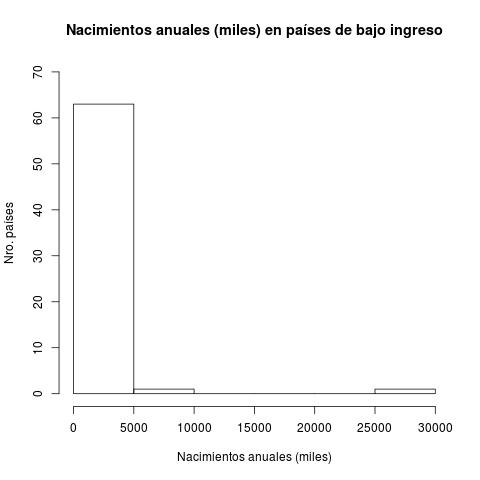 Nacimientos anuales (miles) en países de bajo ingreso
70
60
50
40
30
20
10
0
Nro. países
0 5000 10000 15000 20000 25000 30000
Nacimientos anuales (miles)